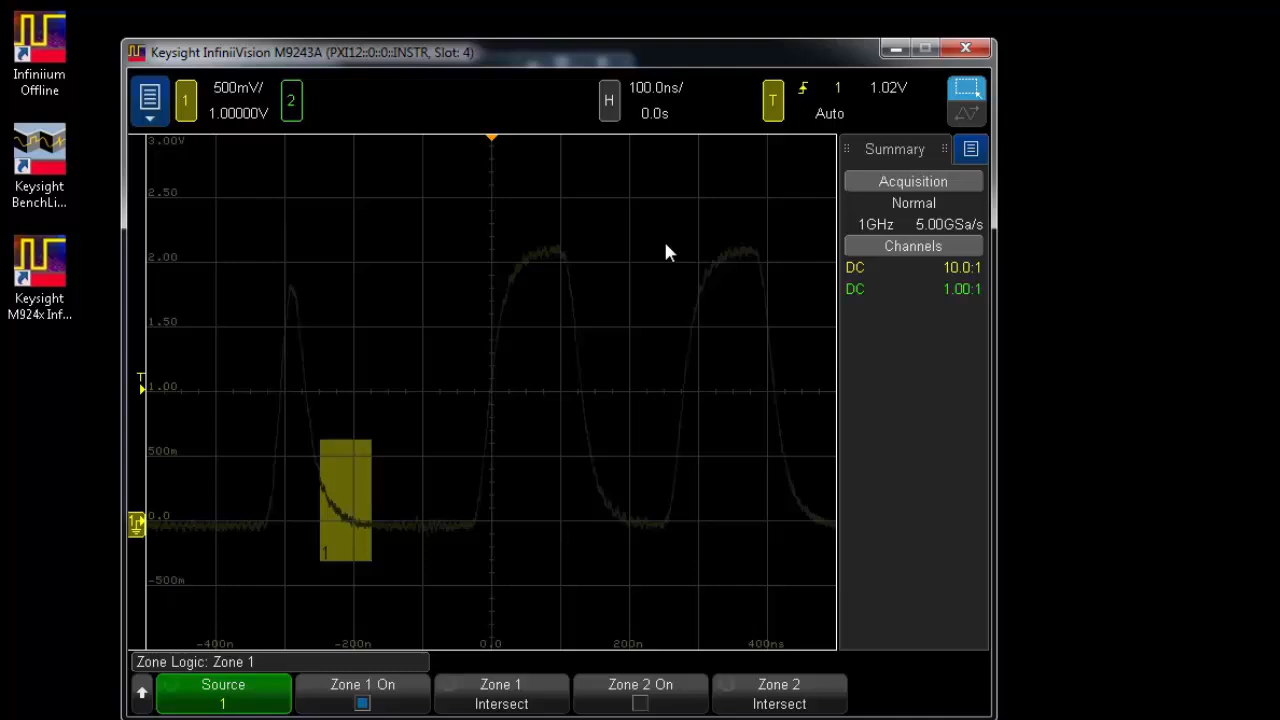 Infiniium
Offline
Keysight
BenchLi...
Keysight
M924x Inf...
Keysight InfiniiVision M9243A (PXI12::0::0::INSTR, Slot: 4)
1
500mV/
1.00000V
2
H
100.0ns/
0.0s
T
1
1.02V
Auto
Summary
Acquisition
Normal
1GHz 5.00GSa/s
Channels
DC 10.0:1
DC 1.00:1
3.00V
2.50
2.00
1.50
T
1.00
500m
0.0
1
1
-500m
-400n -200n 0.0 200n 400ns
Zone Logic: Zone 1
Source
1
Zone 1 On
Zone 1
Intersect
Zone 2 On
Zone 2
Intersect